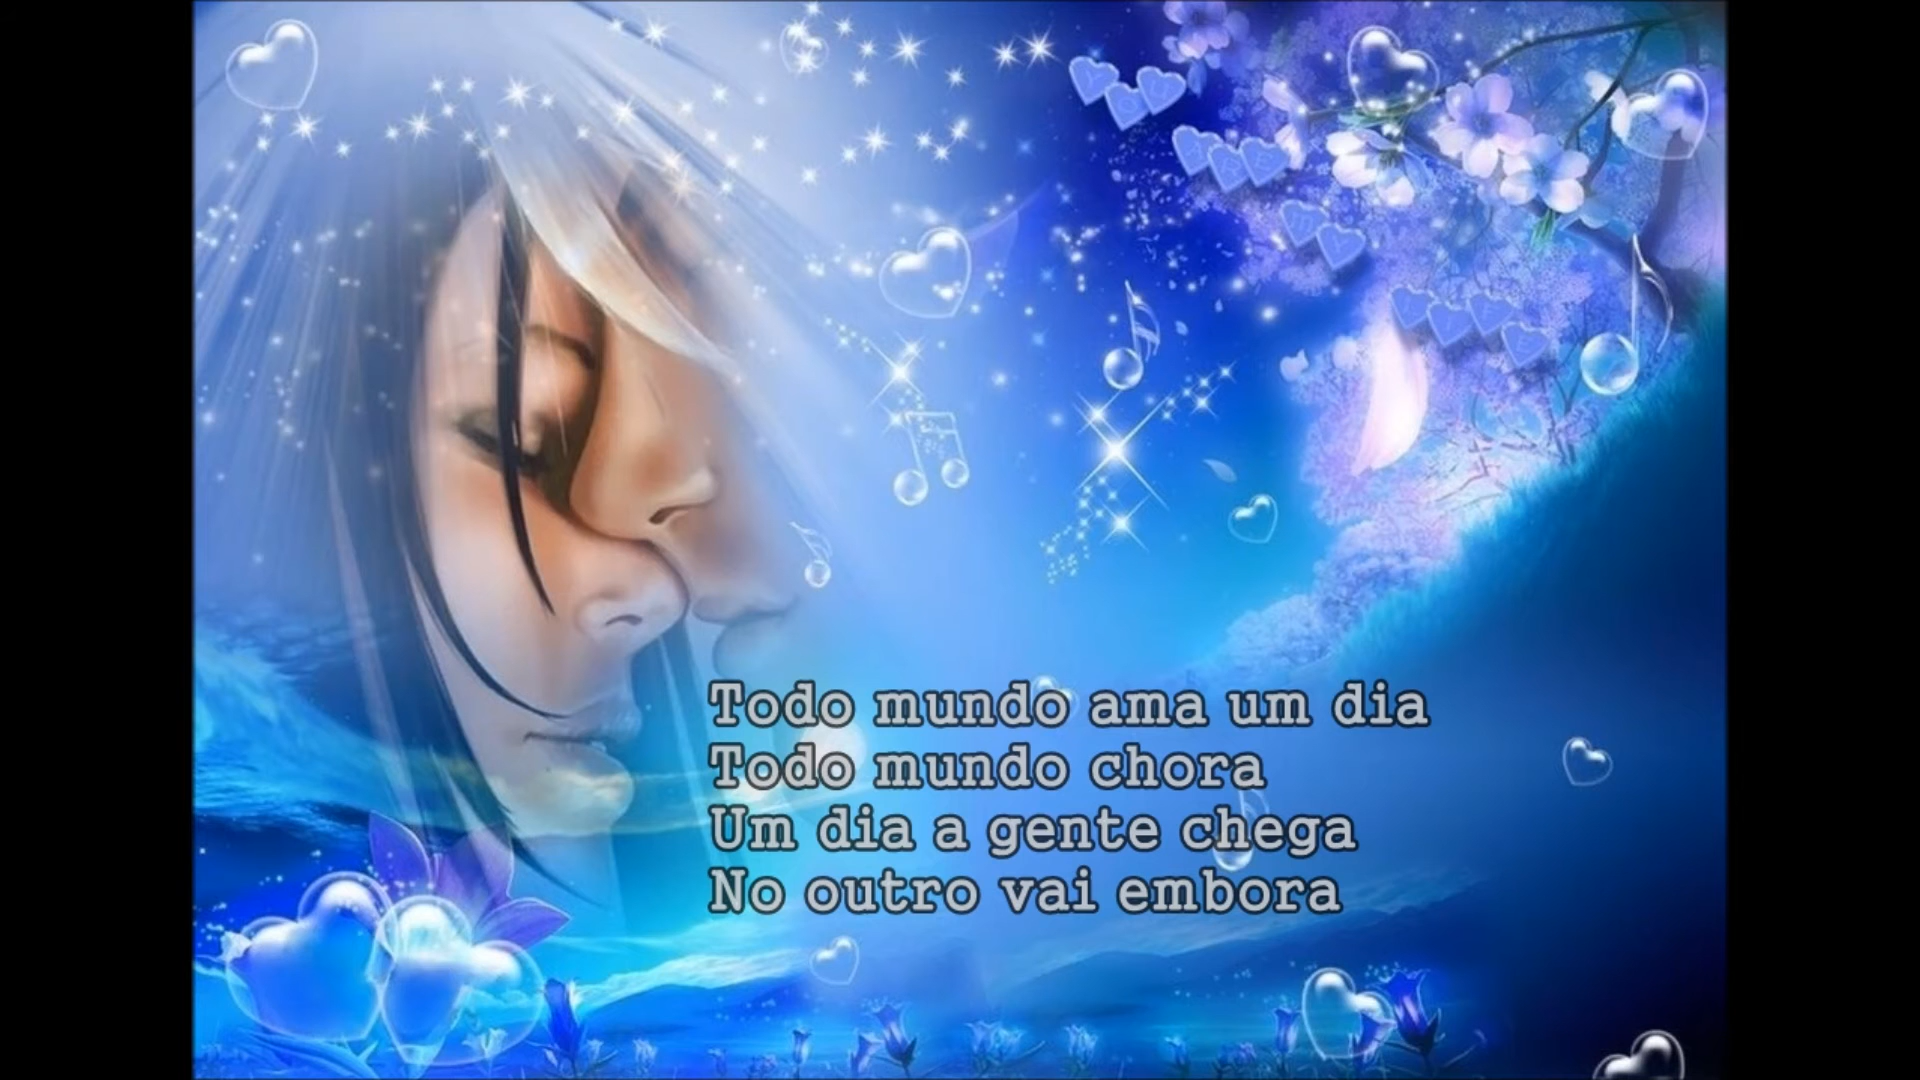 Todo mundo ama um dia
Todo mundo chora
Um dia a gente chega
No outro vai embora